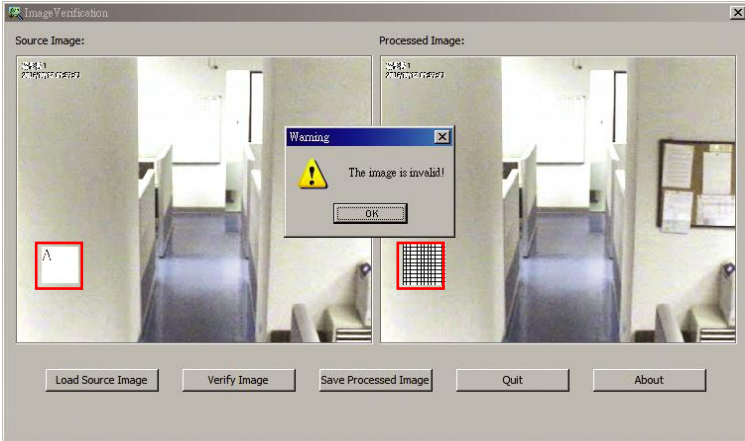 ImageVerification
Source Image:
Processed Image:
Warning
The image is invalid!
OK
Load Source Image
Verify Image
Save Processed Image
Quit
About